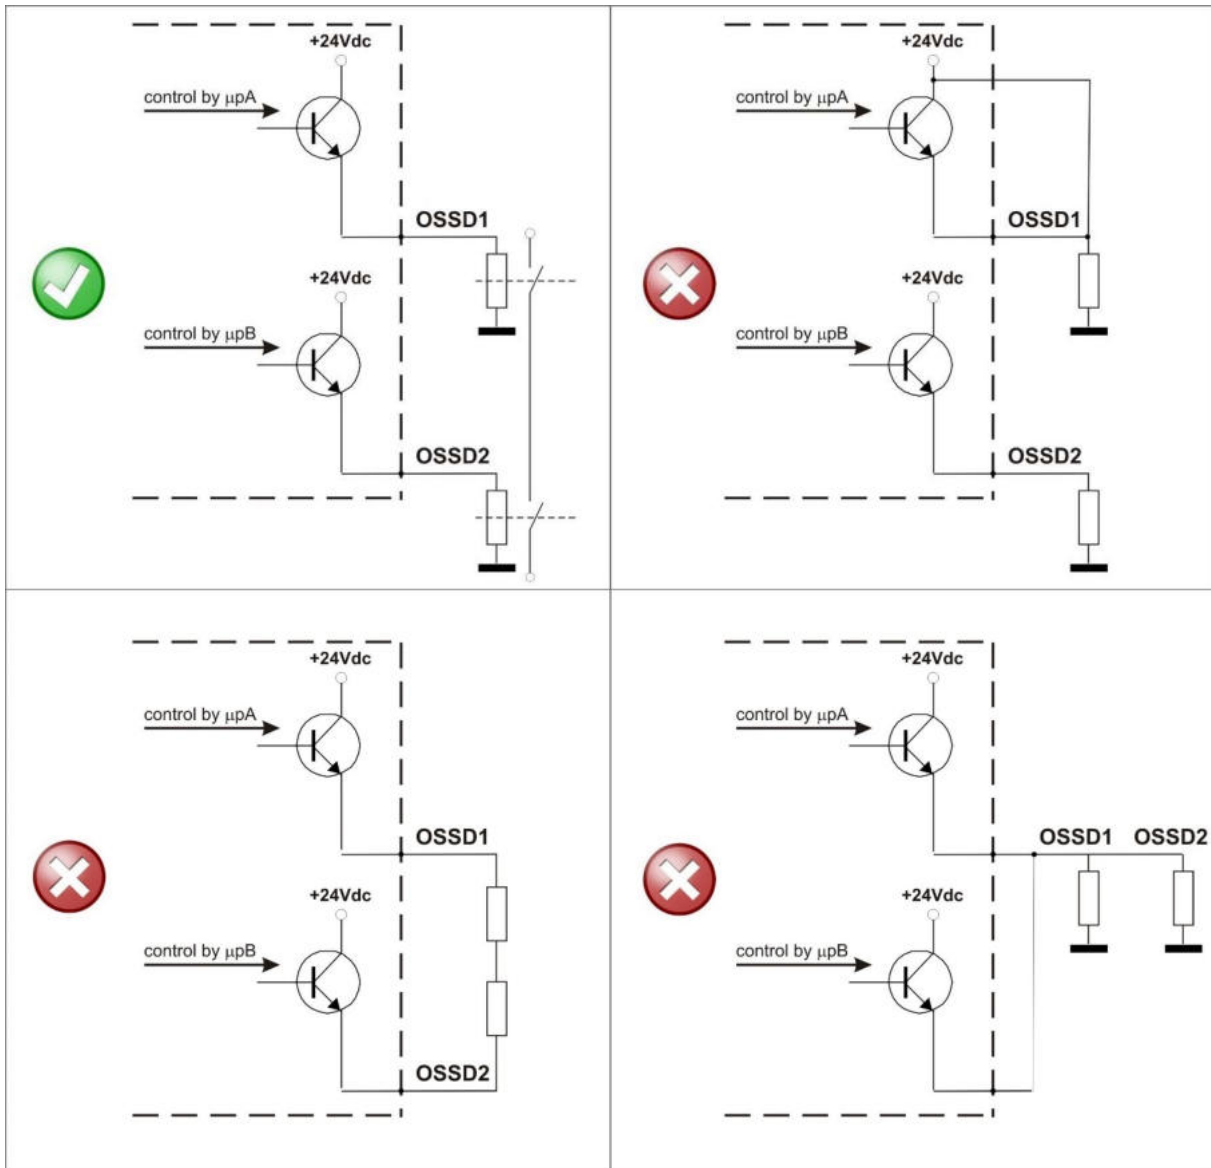 +24Vdc
control by μpA
OSSD1
+24Vdc
control by μpB
OSSD2
+24Vdc
control by μpA
OSSD1
+24Vdc
control by μpB
OSSD2
+24Vdc
control by μpA
OSSD1
+24Vdc
control by μpB
OSSD2
+24Vdc
control by μpA
OSSD1 OSSD2
+24Vdc
control by μpB